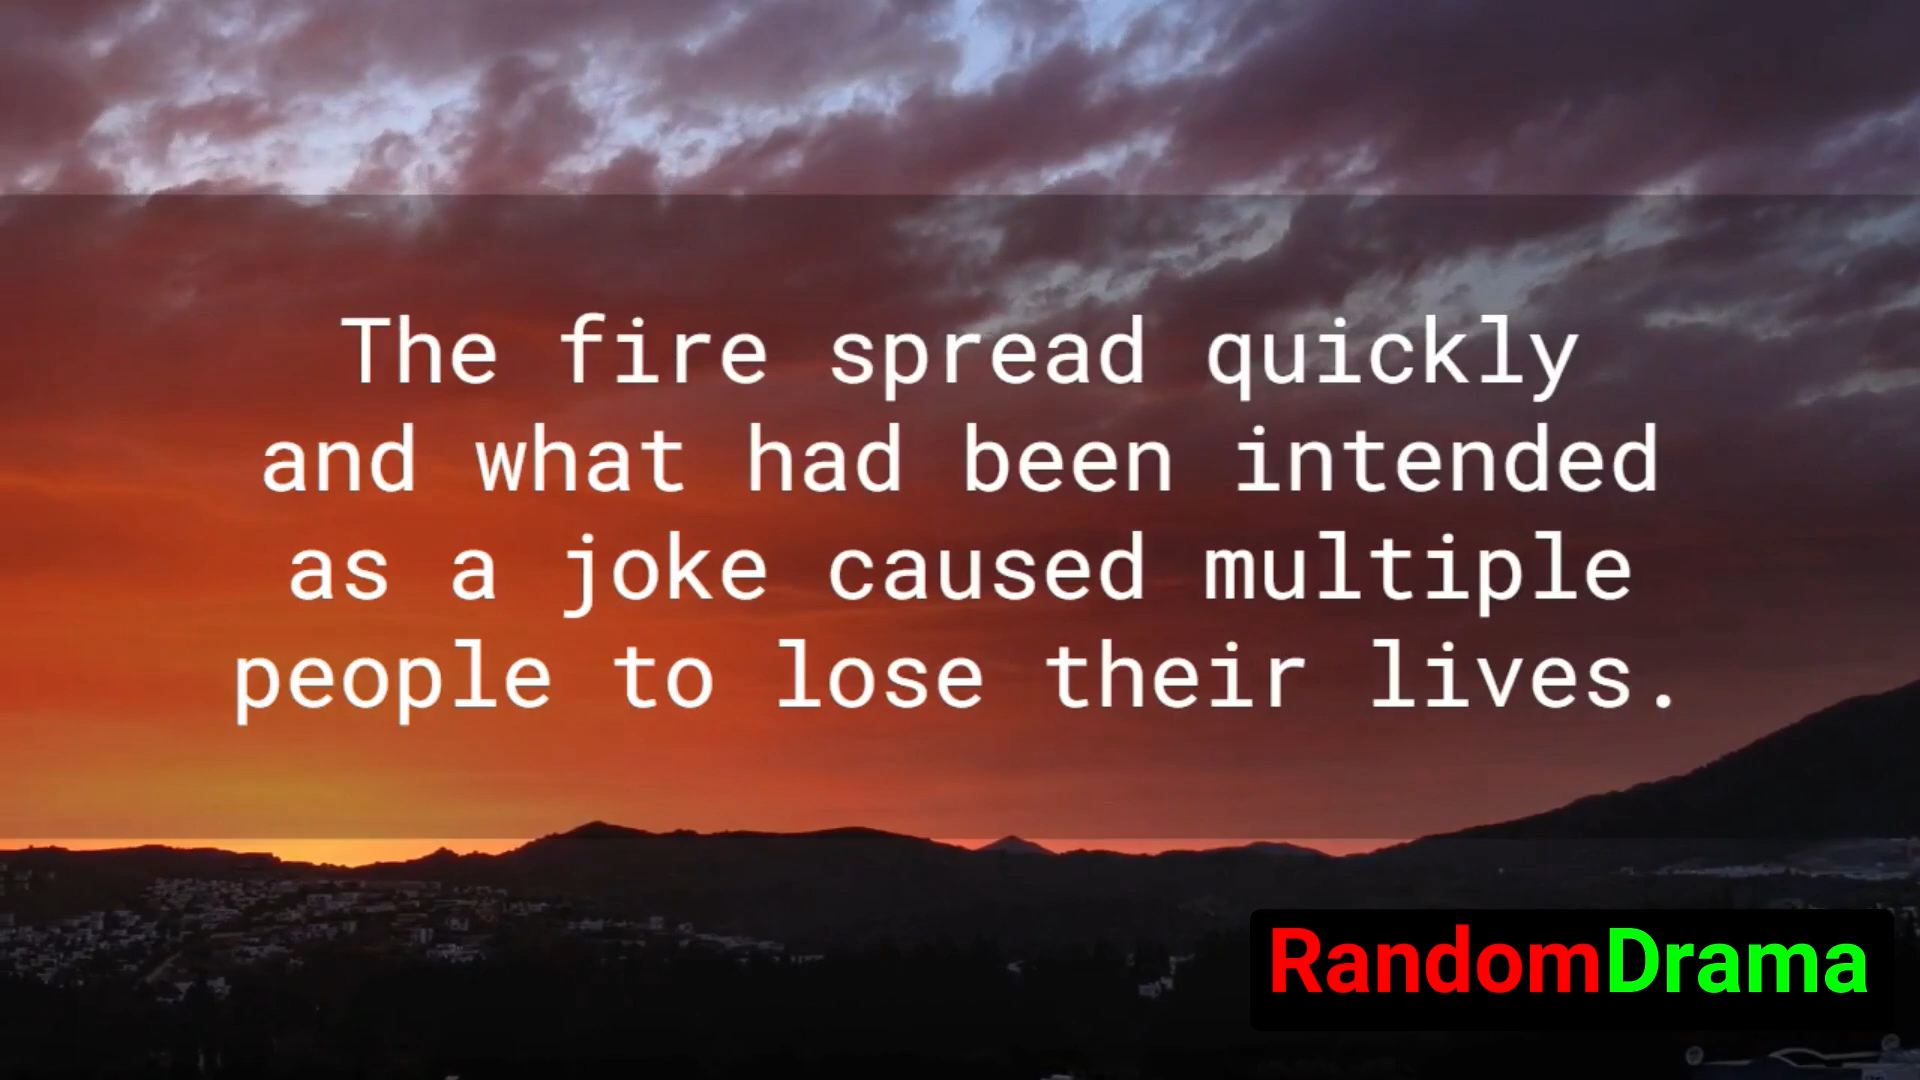 The fire spread quickly
and what had been intended
as a joke caused multiple
people to lose their lives.
RandomDrama